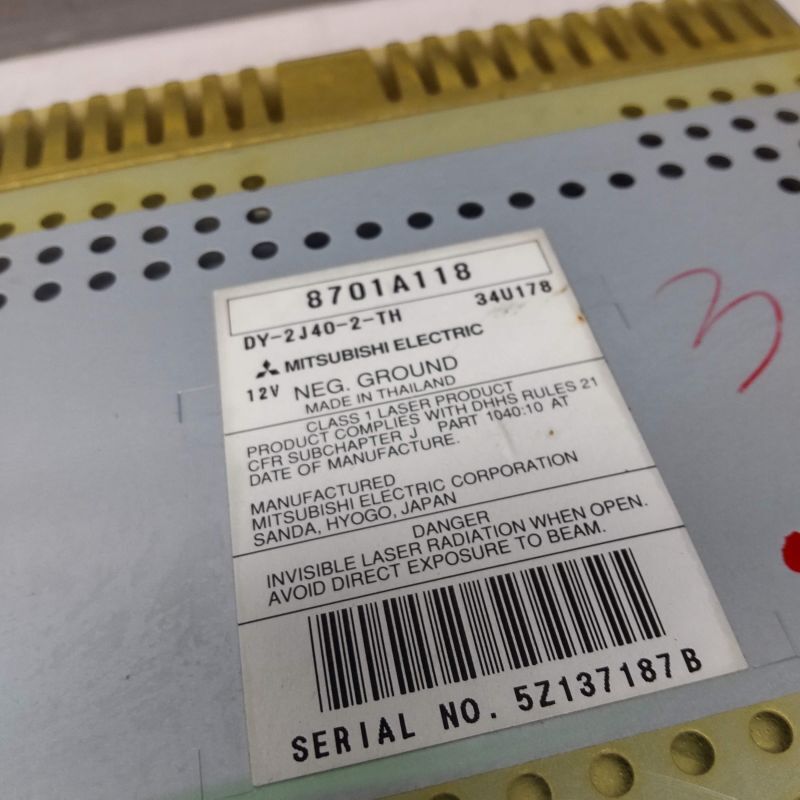 8701A118
DY-2J40-2-TH 34U178
MITSUBISHI ELECTRIC
12V NEG. GROUND
MADE IN THAILAND
CLASS 1 LASER PRODUCT
PRODUCT COMPLIES WITH DHHS RULES 21
CFR SUBCHAPTER J PART 1040:10 AT
DATE OF MANUFACTURE.
MANUFACTURED
MITSUBISHI ELECTRIC CORPORATION
SANDA, HYOGO, JAPAN
DANGER
INVISIBLE LASER RADIATION WHEN OPEN.
AVOID DIRECT EXPOSURE TO BEAM.
SERIAL NO. 5Z137187B
3